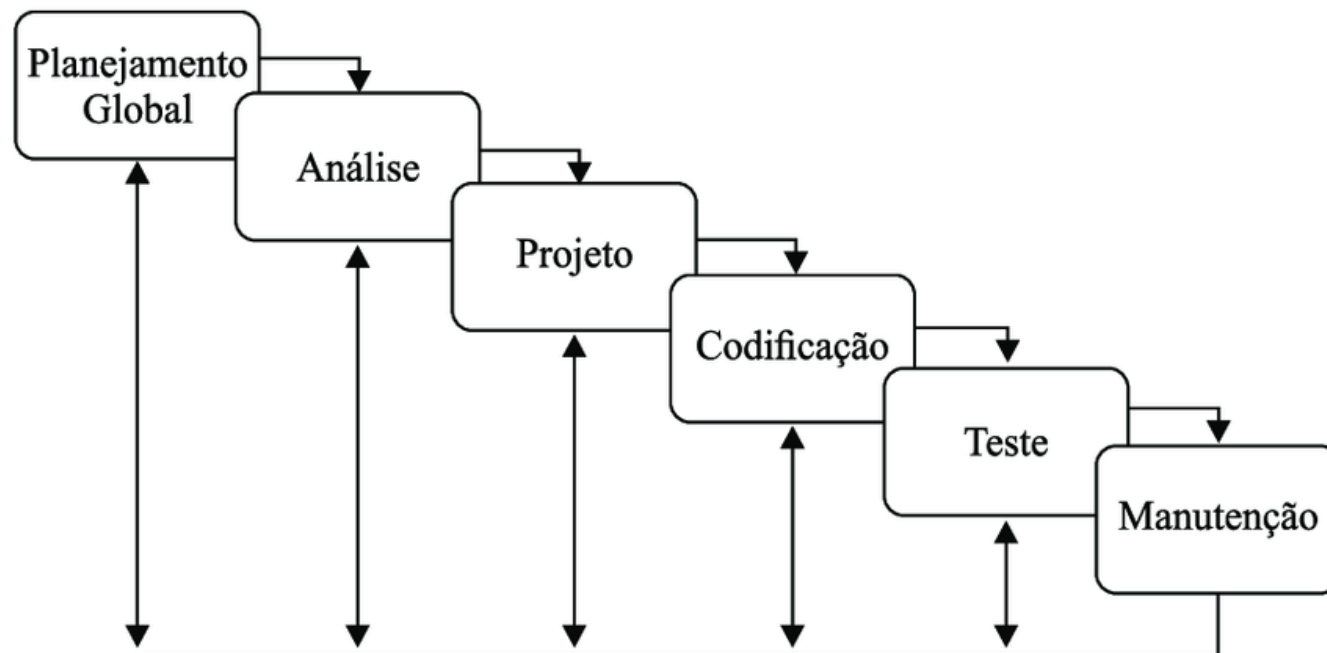 Planejamento
Global
Análise
Projeto
Codificação
Teste
Manutenção